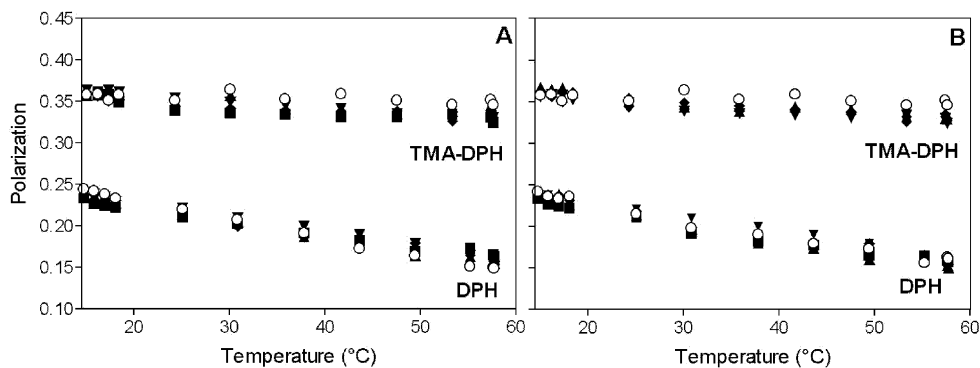 0.45
0.40
0.35
0.30
0.25
0.20
0.15
0.10
Polarization
A
TMA-DPH
DPH
20 30 40 50 60
Temperature (°C)
B
TMA-DPH
DPH
20 30 40 50 60
Temperature (°C)